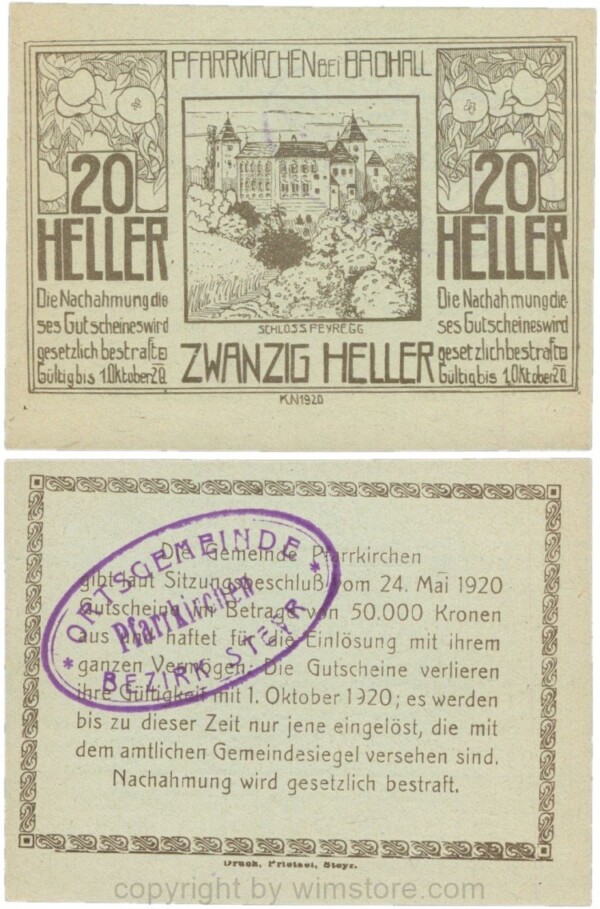 PFARRKIRCHEN BEI BADHALL
20
HELLER
20
HELLER
Die Nachahmung die
ses Gutscheines wird
gesetzlich bestraft
Gültig bis 1.Oktober 20.
SCHLOSS FEYREGG
Die Nachahmung die-
ses Gutscheines wird
gesetzlich bestraft
Gültig bis 1.Oktober 20.
ZWANZIG HELLER
K.N 1920
Die Gemeinde Pfarrkirchen
gibt laut Sitzungsbeschluß vom 24. Mai 1920
Gutscheine im Betrage von 50.000 Kronen
aus und haftet für die Einlösung mit ihrem
ganzen Vermögen. Die Gutscheine verlieren
ihre Gültigkeit mit 1. Oktober 1920; es werden
bis zu dieser Zeit nur jene eingelöst, die mit
dem amtlichen Gemeindesiegel versehen sind.
Nachahmung wird gesetzlich bestraft.
* ORTSGEMEINDE *
Pfarrkirchen
BEZIRK STEYR
Druck, Prietzel, Steyr.
copyright by wimstore.com